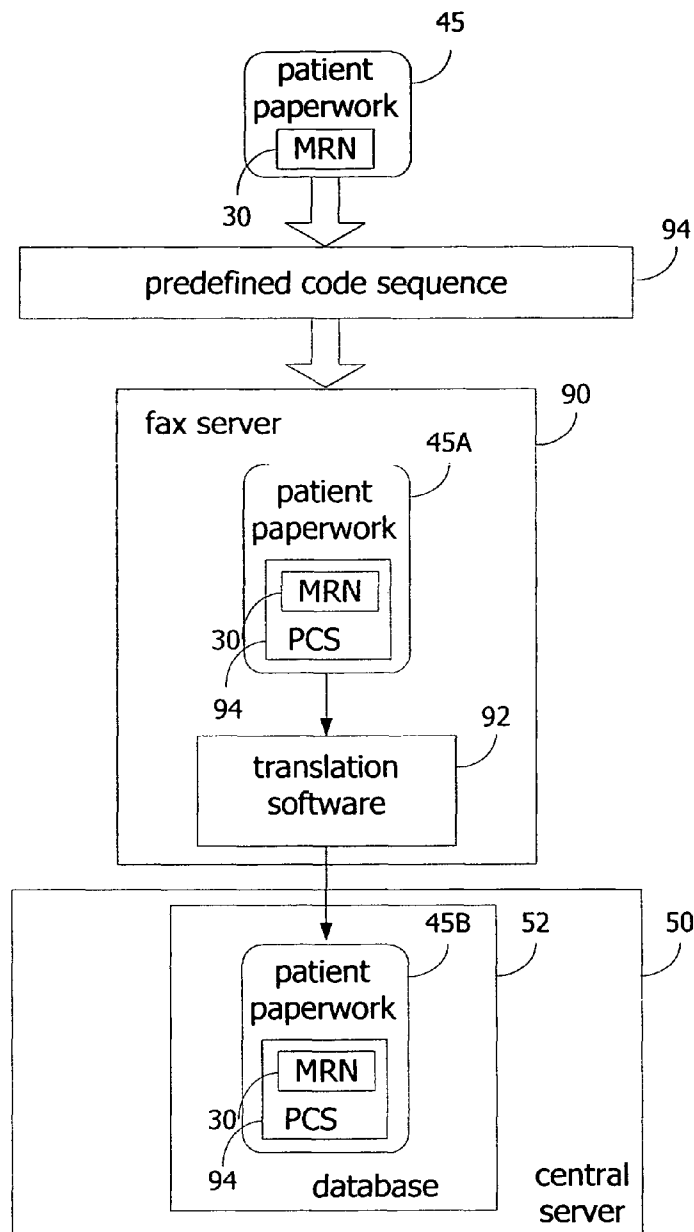 45
patient
paperwork
MRN
30
94
predefined code sequence
90
fax server
45A
patient
paperwork
MRN
30
PCS
94
92
translation
software
45B
52
50
patient
paperwork
MRN
30
PCS
94
database
central
server